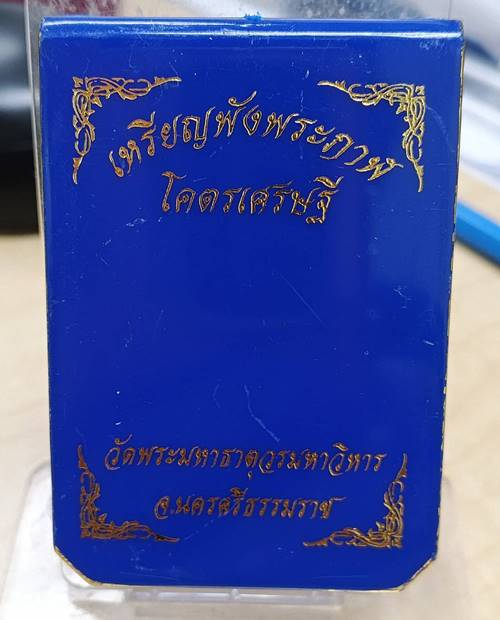 เหรียญพังพระกาฬ
โคตรเศรษฐี
วัดพระมหาธาตุวรมหาวิหาร
จ.นครศรีธรรมราช